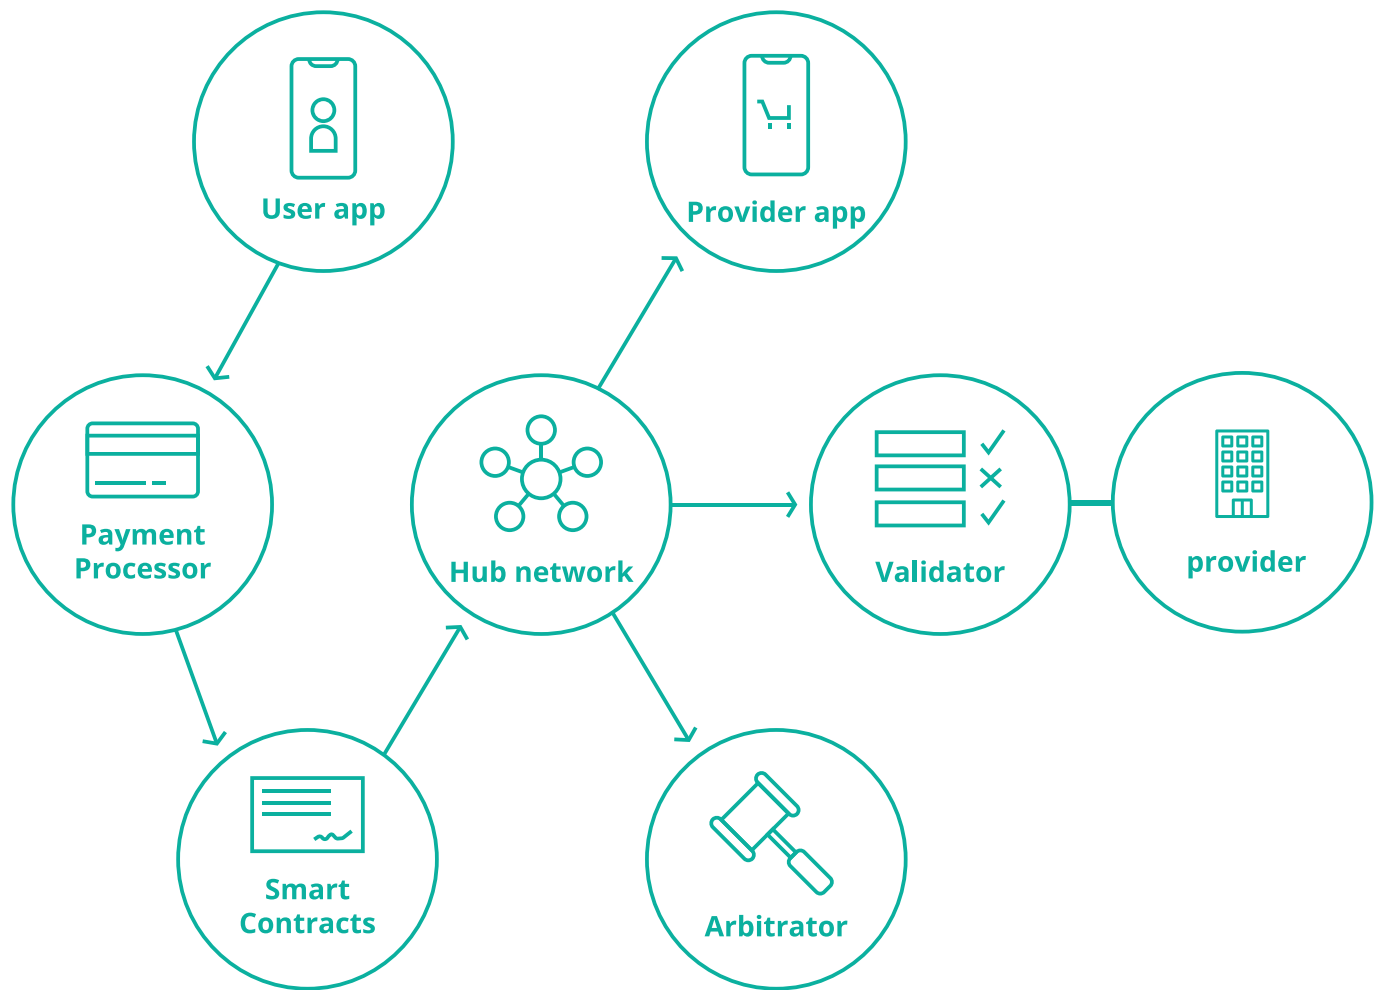 User app
Provider app
Payment
Processor
Hub network
Validator
provider
Smart
Contracts
Arbitrator